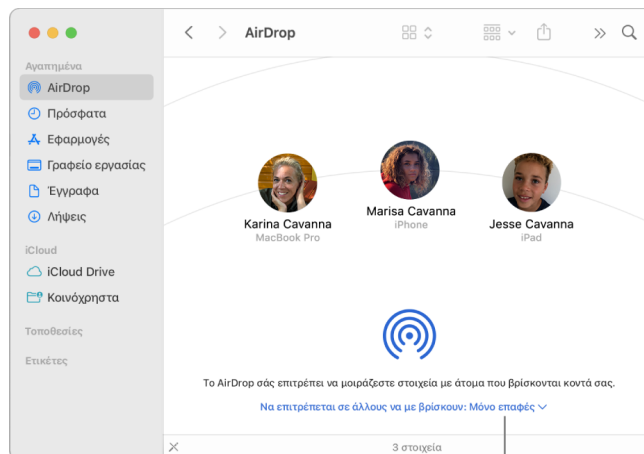 AirDrop
Αγαπημένα
AirDrop
Πρόσφατα
Εφαρμογές
Γραφείο εργασίας
Έγγραφα
Λήψεις
iCloud
iCloud Drive
Κοινόχρηστα
Τοποθεσίες
Ετικέτες
Karina Cavanna
MacBook Pro
Marisa Cavanna
iPhone
Jesse Cavanna
iPad
Το AirDrop σάς επιτρέπει να μοιράζεστε στοιχεία με άτομα που βρίσκονται κοντά σας.
Να επιτρέπεται σε άλλους να με βρίσκουν: Μόνο επαφές
3 στοιχεία